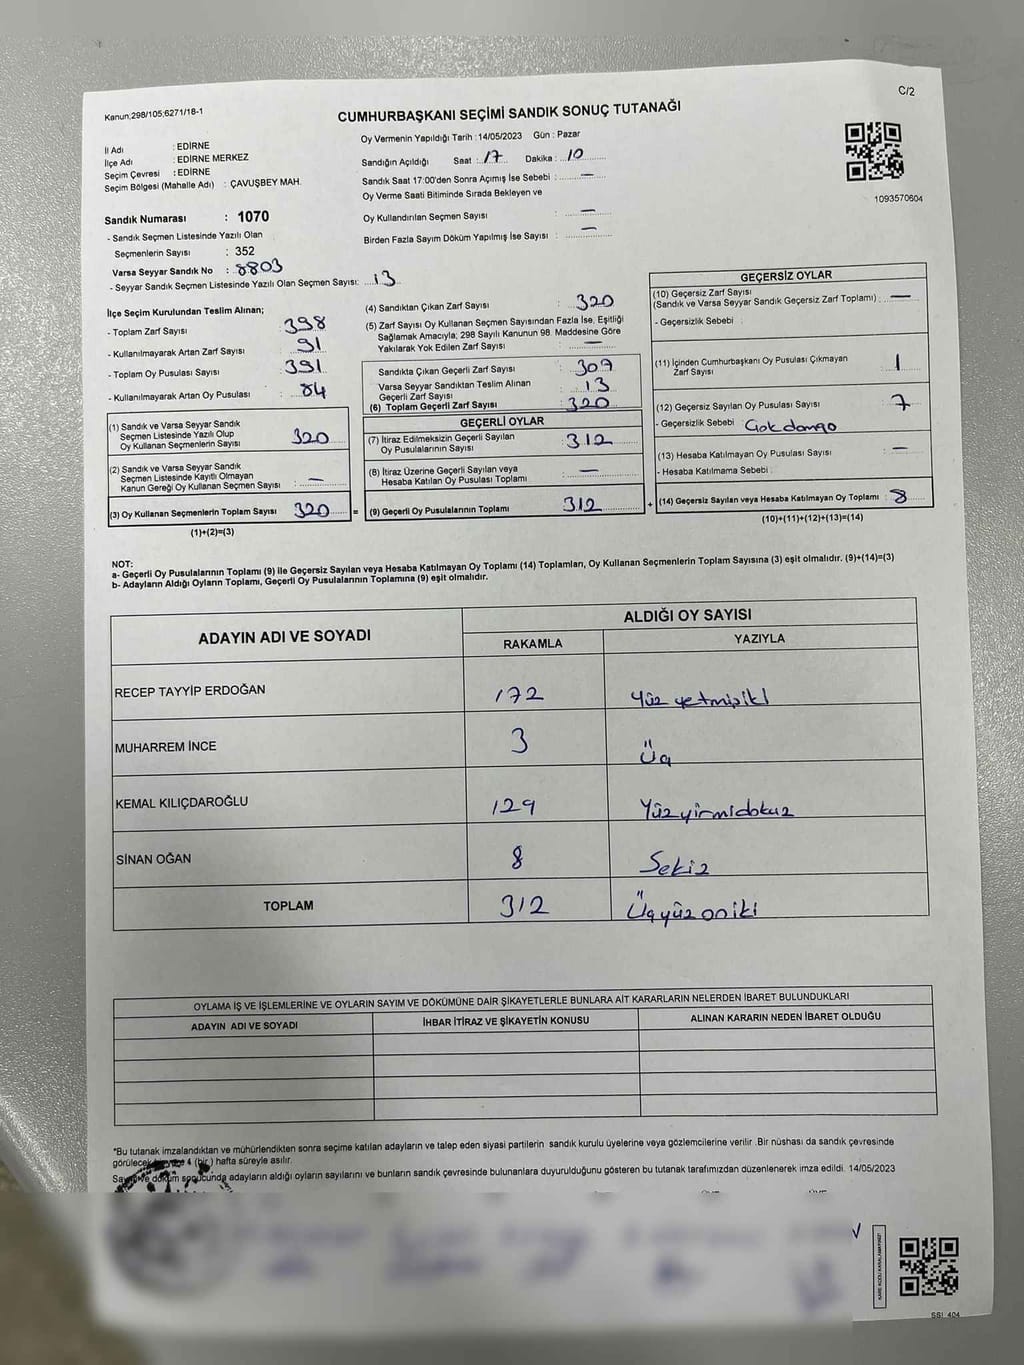 Kanun;298/105;6271/18-1
C/2
CUMHURBAŞKANI SEÇİMİ SANDIK SONUÇ TUTANAĞI
İl Adı : EDİRNE
İlçe Adı : EDİRNE MERKEZ
Seçim Çevresi : EDİRNE
Seçim Bölgesi (Mahalle Adı) : ÇAVUŞBEY MAH.
Sandık Numarası : 1070
- Sandık Seçmen Listesinde Yazılı Olan
Seçmenlerin Sayısı : 352
Varsa Seyyar Sandık No : 8803
- Seyyar Sandık Seçmen Listesinde Yazılı Olan Seçmen Sayısı: 13
Oy Vermenin Yapıldığı Tarih : 14/05/2023 Gün : Pazar
Sandığın Açıldığı Saat : 17 Dakika : 10
Sandık Saat 17:00'den Sonra Açılmış İse Sebebi : —
Oy Verme Saati Bitiminde Sırada Bekleyen ve
Oy Kullandırılan Seçmen Sayısı : —
Birden Fazla Sayım Döküm Yapılmış İse Sayısı : —
1093570604
İlçe Seçim Kurulundan Teslim Alınan;
- Toplam Zarf Sayısı : 398
- Kullanılmayarak Artan Zarf Sayısı : 91
- Toplam Oy Pusulası Sayısı : 391
- Kullanılmayarak Artan Oy Pusulası : 84
(1) Sandık ve Varsa Seyyar Sandık
Seçmen Listesinde Yazılı Olup
Oy Kullanan Seçmenlerin Sayısı 320
(2) Sandık ve Varsa Seyyar Sandık
Seçmen Listesinde Kayıtlı Olmayan
Kanun Gereği Oy Kullanan Seçmen Sayısı : —
(3) Oy Kullanan Seçmenlerin Toplam Sayısı 320 =
(1)+(2)=(3)
(4) Sandıktan Çıkan Zarf Sayısı : 320
(5) Zarf Sayısı Oy Kullanan Seçmen Sayısından Fazla İse, Eşitliği
Sağlamak Amacıyla; 298 Sayılı Kanunun 98. Maddesine Göre
Yakılarak Yok Edilen Zarf Sayısı : —
Sandıkta Çıkan Geçerli Zarf Sayısı : 307
Varsa Seyyar Sandıktan Teslim Alınan
Geçerli Zarf Sayısı : 13
(6) Toplam Geçerli Zarf Sayısı : 320
GEÇERLİ OYLAR
(7) İtiraz Edilmeksizin Geçerli Sayılan
Oy Pusulalarının Sayısı : 312
(8) İtiraz Üzerine Geçerli Sayılan veya
Hesaba Katılan Oy Pusulası Toplamı : —
(9) Geçerli Oy Pusulalarının Toplamı 312 +
GEÇERSİZ OYLAR
(10) Geçersiz Zarf Sayısı
(Sandık ve Varsa Seyyar Sandık Geçersiz Zarf Toplamı) : —
- Geçersizlik Sebebi :
(11) İçinden Cumhurbaşkanı Oy Pusulası Çıkmayan
Zarf Sayısı : 1
(12) Geçersiz Sayılan Oy Pusulası Sayısı : 7
- Geçersizlik Sebebi
(13) Hesaba Katılmayan Oy Pusulası Sayısı : —
- Hesaba Katılmama Sebebi :
(14) Geçersiz Sayılan veya Hesaba Katılmayan Oy Toplamı : 8
(10)+(11)+(12)+(13)=(14)
NOT:
a- Geçerli Oy Pusulalarının Toplamı (9) ile Geçersiz Sayılan veya Hesaba Katılmayan Oy Toplamı (14) Toplamları, Oy Kullanan Seçmenlerin Toplam Sayısına (3) eşit olmalıdır. (9)+(14)=(3)
b- Adayların Aldığı Oyların Toplamı, Geçerli Oy Pusulalarının Toplamına (9) eşit olmalıdır.
ADAYIN ADI VE SOYADI ALDIĞI OY SAYISI
RAKAMLA YAZIYLA
RECEP TAYYİP ERDOĞAN 172 Yüz yetmişiki
MUHARREM İNCE 3 Üç
KEMAL KILIÇDAROĞLU 129 Yüzyirmidokuz
SİNAN OĞAN 8 Sekiz
TOPLAM 312 Üçyüz oniki
OYLAMA İŞ VE İŞLEMLERİNE VE OYLARIN SAYIM VE DÖKÜMÜNE DAİR ŞİKAYETLERLE BUNLARA AİT KARARLARIN NELERDEN İBARET BULUNDUKLARI
ADAYIN ADI VE SOYADI İHBAR İTİRAZ VE ŞİKAYETİN KONUSU ALINAN KARARIN NEDEN İBARET OLDUĞU
*Bu tutanak imzalandıktan ve mühürlendikten sonra seçime katılan adayların ve talep eden siyasi partilerin sandık kurulu üyelerine veya gözlemcilerine verilir. Bir nüshası da sandık çevresinde
görülecek (bir) hafta süreyle asılır.
döküm sonucunda adayların aldığı oyların sayılarını ve bunların sandık çevresinde bulunanlara duyurulduğunu gösteren bu tutanak tarafımızdan düzenlenerek imza edildi. 14/05/2023
KARE KODU KARALAMAYINIZ!
SSI 404